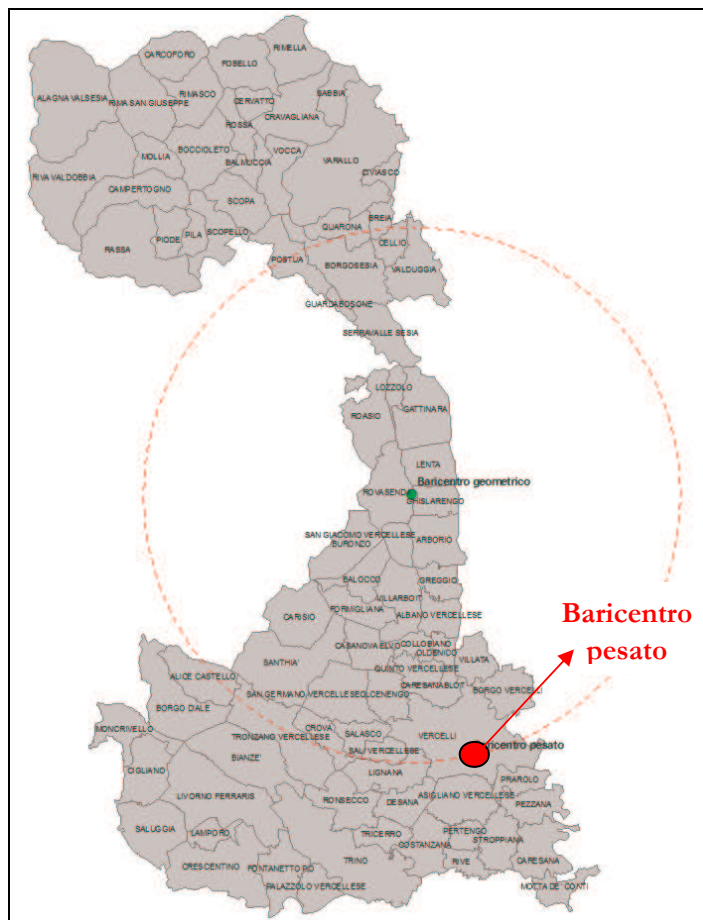 CARCOFORO
RIMELLA
FOBELLO
ALAGNA VALSESIA
RIMA SAN GIUSEPPE
RIMASCO
CERVATTO
SABBIA
CRAVAGLIANA
ROSSA
MOLLIA
BOCCIOLETO
VOCCA
BALMUCCIA
VARALLO
RIVA VALDOBBIA
CIVIASCO
CAMPERTOGNO
SCOPA
BREIA
QUARONA
RASSA
PIODE
PILA
SCOPELLO
CELLIO
POSTUA
BORGOSESIA
VALDUGGIA
GUARDABOSONE
SERRAVALLE SESIA
LOZZOLO
ROASIO
GATTINARA
LENTA
Baricentro geometrico
ROVASENDA
GHISLARENGO
SAN GIACOMO VERCELLESE
BURONZO
ARBORIO
BALOCCO
GREGGIO
VILLARBOIT
FORMIGLIANA
ALBANO VERCELLESE
CARISIO
Baricentro
pesato
CASANOVA ELVO
COLLOBIANO
OLDENICO
SANTHIA'
VILLATA
QUINTO VERCELLESE
ALICE CASTELLO
CARESANABLOT
SAN GERMANO VERCELLESE
OLCENENGO
BORGO VERCELLI
BORGO D'ALE
MONCRIVELLO
CROVA
TRONZANO VERCELLESE
SALASCO
VERCELLI
SALI VERCELLESE
ricentro pesato
BIANZE'
CIGLIANO
LIGNANA
PRAROLO
LIVORNO FERRARIS
RONSECCO
DESANA
ASIGLIANO VERCELLESE
PEZZANA
SALUGGIA
LAMPORO
TRICERRO
PERTENGO
COSTANZANA
STROPPIANA
CRESCENTINO
FONTANETTO PO
TRINO
RIVE
CARESANA
PALAZZOLO VERCELLESE
MOTTA DE' CONTI